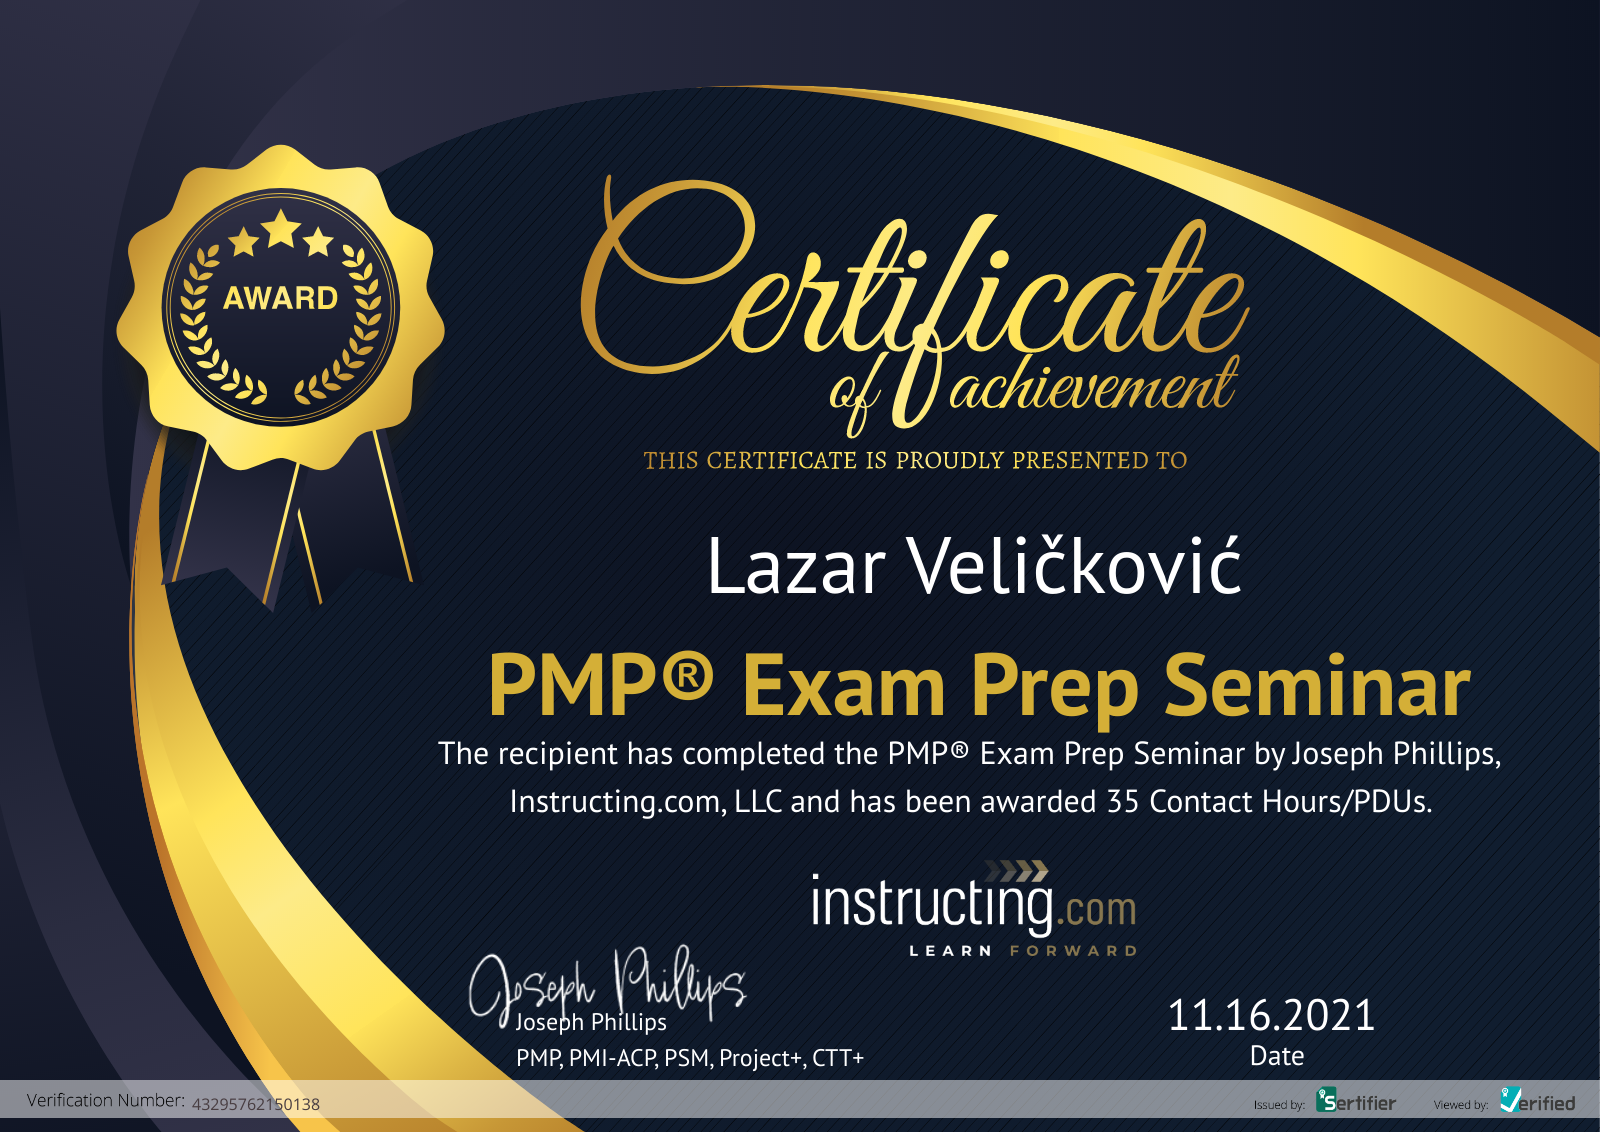 AWARD
Certificate
of achievement
THIS CERTIFICATE IS PROUDLY PRESENTED TO
Lazar Veličković
PMP® Exam Prep Seminar
The recipient has completed the PMP® Exam Prep Seminar by Joseph Phillips,
Instructing.com, LLC and has been awarded 35 Contact Hours/PDUs.
instructing.com
LEARN FORWARD
Joseph Phillips
Joseph Phillips
PMP, PMI-ACP, PSM, Project+, CTT+
11.16.2021
Date
Verification Number: 43295762150138
Issued by: Sertifier Viewed by: Verified